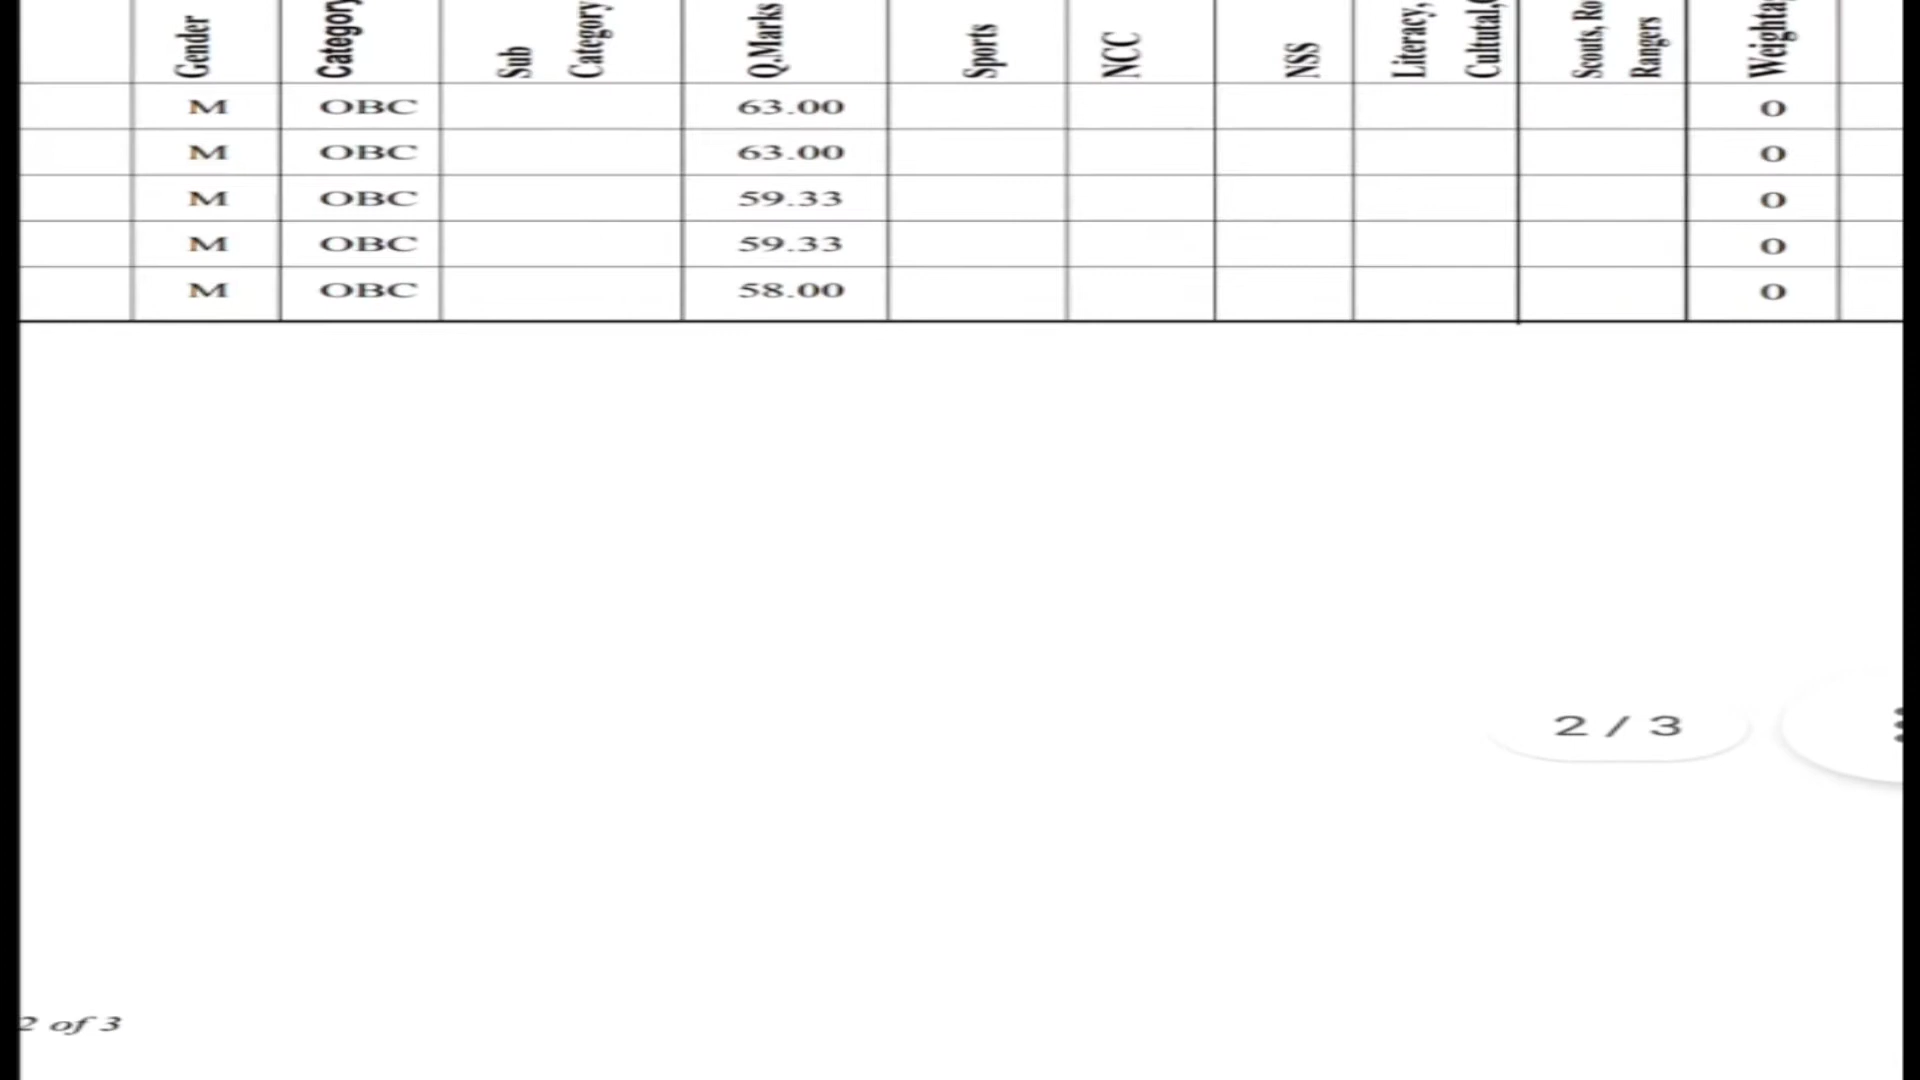 Gender Category Sub Category Q.Marks Sports NCC NSS Literacy, Scouts, Rangers
M OBC 63.00 0
M OBC 63.00 0
M OBC 59.33 0
M OBC 59.33 0
M OBC 58.00 0
2 / 3
2 of 3